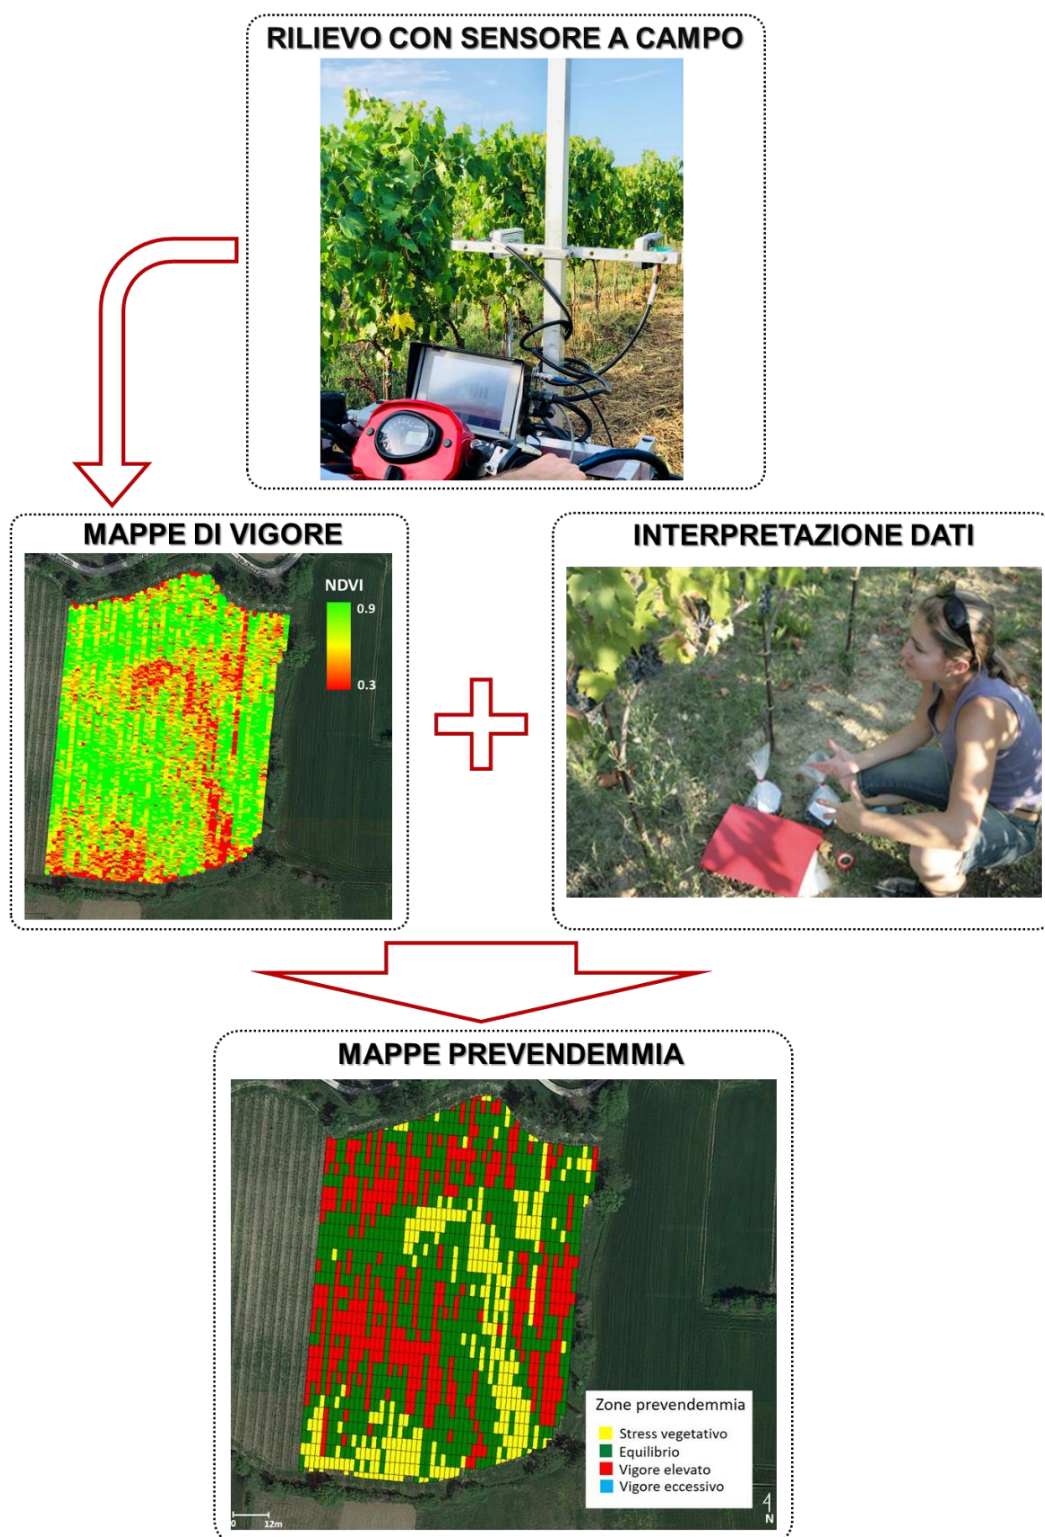 RILIEVO CON SENSORE A CAMPO
MAPPE DI VIGORE
NDVI
0.9
0.3
INTERPRETAZIONE DATI
MAPPE PREVENDEMMIA
Zone prevendemmia
Stress vegetativo
Equilibrio
Vigore elevato
Vigore eccessivo
0 12m
N